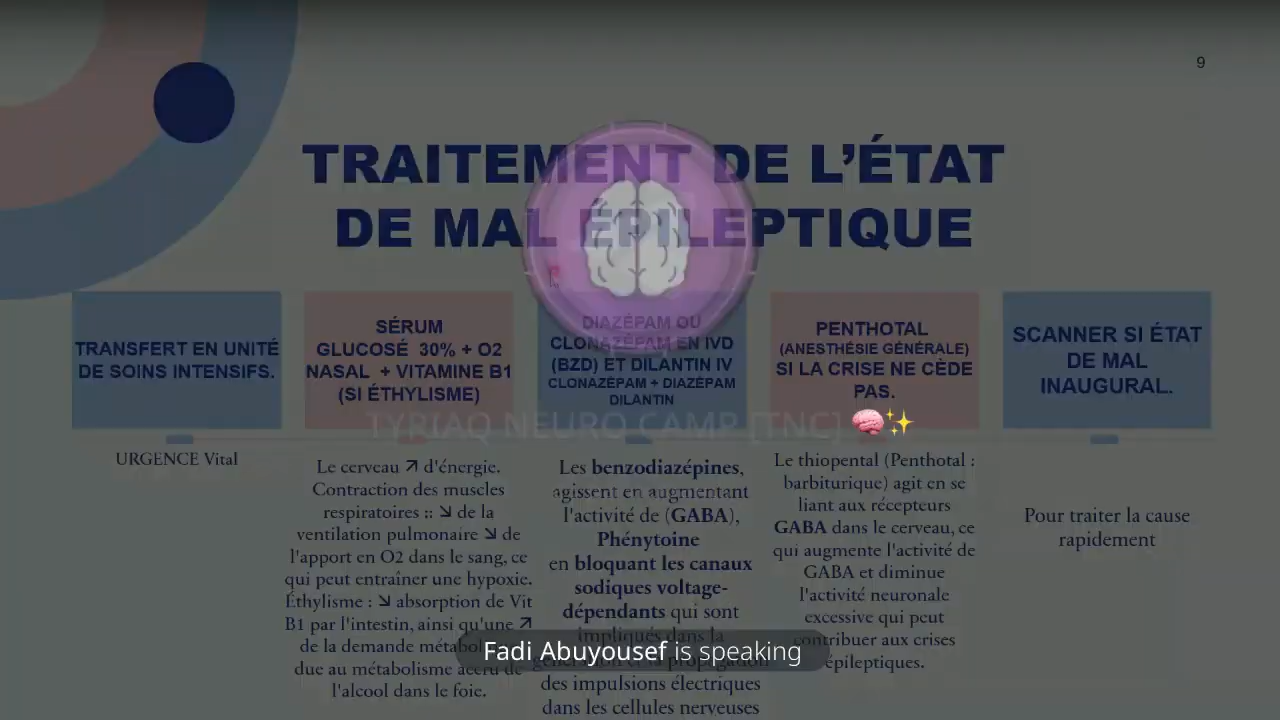 9
TRAITEMENT DE L'ÉTAT
DE MAL ÉPILEPTIQUE
TRANSFERT EN UNITÉ
DE SOINS INTENSIFS.
URGENCE Vital
SÉRUM
GLUCOSÉ 30% + O2
NASAL + VITAMINE B1
(SI ÉTHYLISME)
Le cerveau ↗ d'énergie.
Contraction des muscles
respiratoires :: ↘ de la
ventilation pulmonaire ↘ de
l'apport en O2 dans le sang, ce
qui peut entraîner une hypoxie.
Éthylisme : ↘ absorption de Vit
B1 par l'intestin, ainsi qu'une ↗
de la demande métabol
due au métabolisme accru de
l'alcool dans le foie.
DIAZÉPAM OU
CLONAZÉPAM EN IVD
(BZD) ET DILANTIN IV
CLONAZÉPAM + DIAZÉPAM
DILANTIN
Les benzodiazépines,
agissent en augmentant
l'activité de (GABA),
Phénytoine
en bloquant les canaux
sodiques voltage-
dépendants qui sont
impliqués dans la
propagation
des impulsions électriques
dans les cellules nerveuses
PENTHOTAL
(ANESTHÉSIE GÉNÉRALE)
SI LA CRISE NE CÈDE
PAS.
Le thiopental (Penthotal :
barbiturique) agit en se
liant aux récepteurs
GABA dans le cerveau, ce
qui augmente l'activité de
GABA et diminue
l'activité neuronale
excessive qui peut
contribuer aux crises
épileptiques.
SCANNER SI ÉTAT
DE MAL
INAUGURAL.
Pour traiter la cause
rapidement
TYRIAQ NEURO CAMP [TNC] 🧠✨
Fadi Abuyousef is speaking